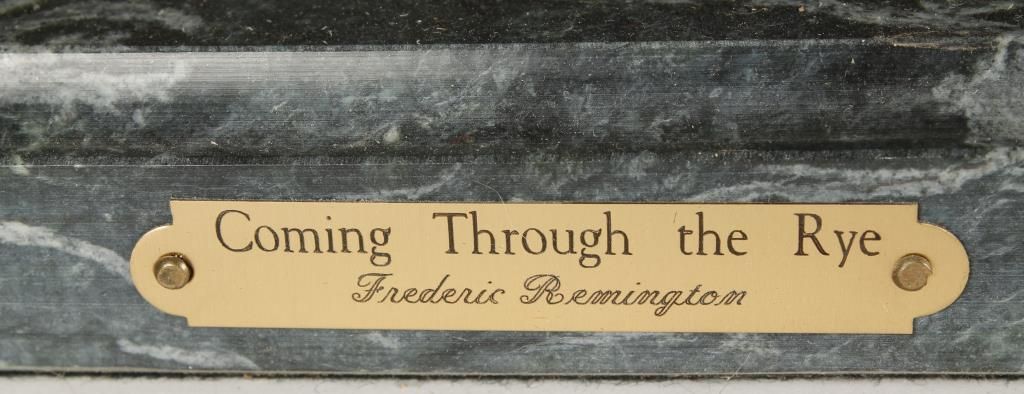 Coming Through the Rye
Frederic Remington